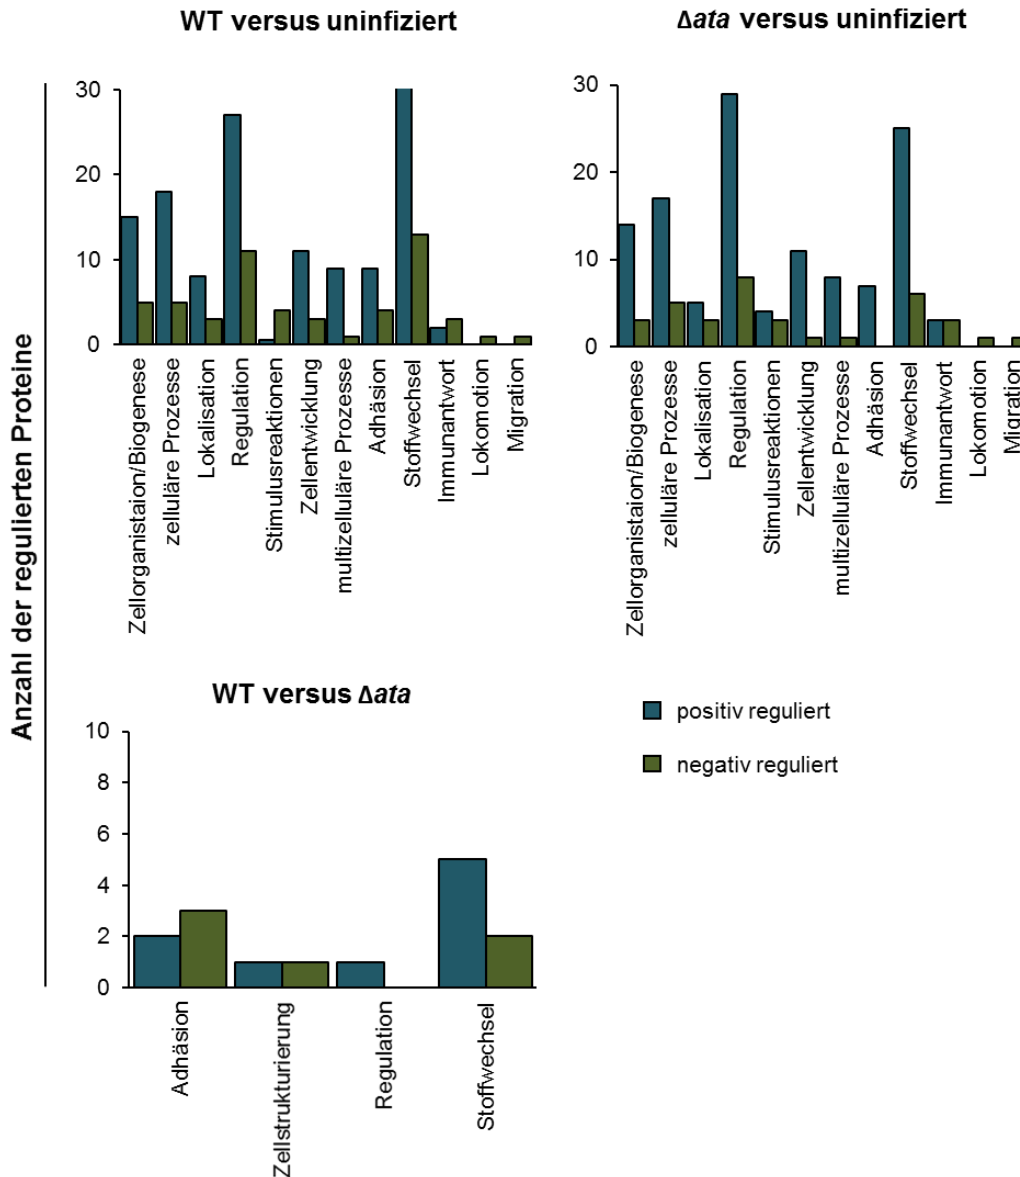 WT versus uninfiziert
Δata versus uninfiziert
Anzahl der regulierten Proteine
30
20
10
0
Zellorganistaion/Biogenese
zelluläre Prozesse
Lokalisation
Regulation
Stimulusreaktionen
Zellentwicklung
multizelluläre Prozesse
Adhäsion
Stoffwechsel
Immunantwort
Lokomotion
Migration
30
20
10
0
Zellorganistaion/Biogenese
zelluläre Prozesse
Lokalisation
Regulation
Stimulusreaktionen
Zellentwicklung
multizelluläre Prozesse
Adhäsion
Stoffwechsel
Immunantwort
Lokomotion
Migration
WT versus Δata
10
8
6
4
2
0
Adhäsion
Zellstrukturierung
Regulation
Stoffwechsel
positiv reguliert
negativ reguliert